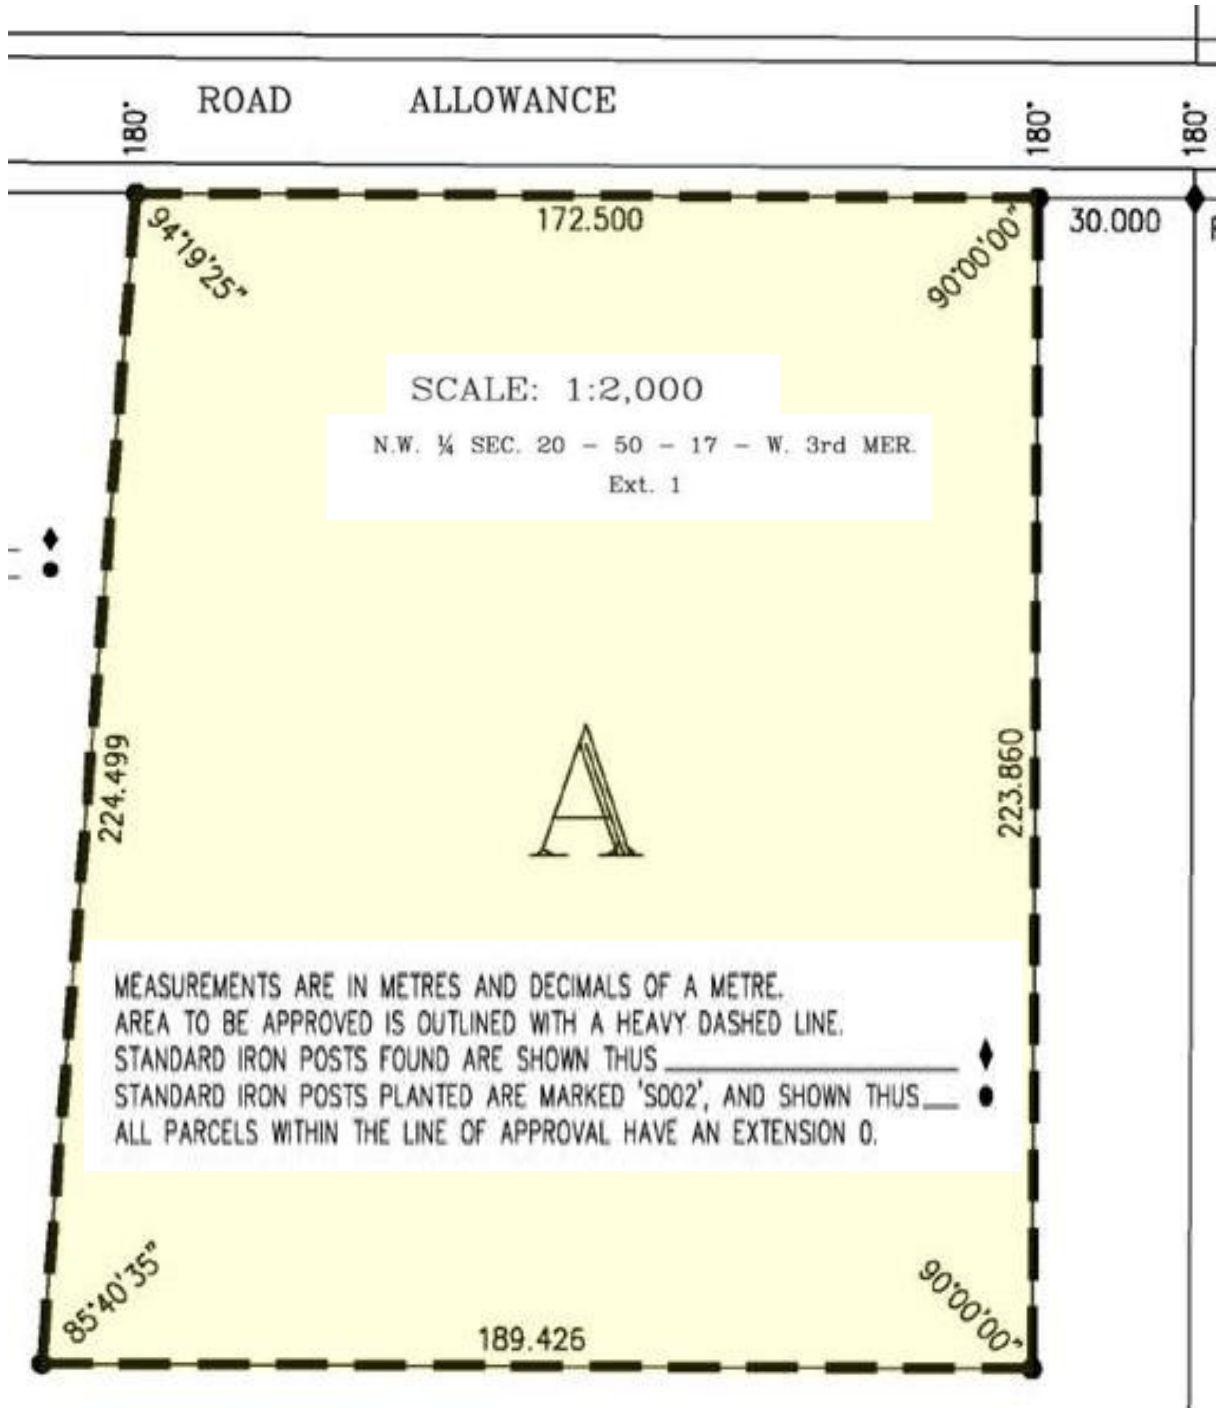 ROAD ALLOWANCE
180°
180°
180°
172.500
30.000
94°19'25"
90°00'00"
SCALE: 1:2,000
N.W. ¼ SEC. 20 - 50 - 17 - W. 3rd MER.
Ext. 1
224.499
223.860
A
MEASUREMENTS ARE IN METRES AND DECIMALS OF A METRE.
AREA TO BE APPROVED IS OUTLINED WITH A HEAVY DASHED LINE.
STANDARD IRON POSTS FOUND ARE SHOWN THUS
STANDARD IRON POSTS PLANTED ARE MARKED 'S002', AND SHOWN THUS
ALL PARCELS WITHIN THE LINE OF APPROVAL HAVE AN EXTENSION 0.
85°40'35"
90°00'00"
189.426